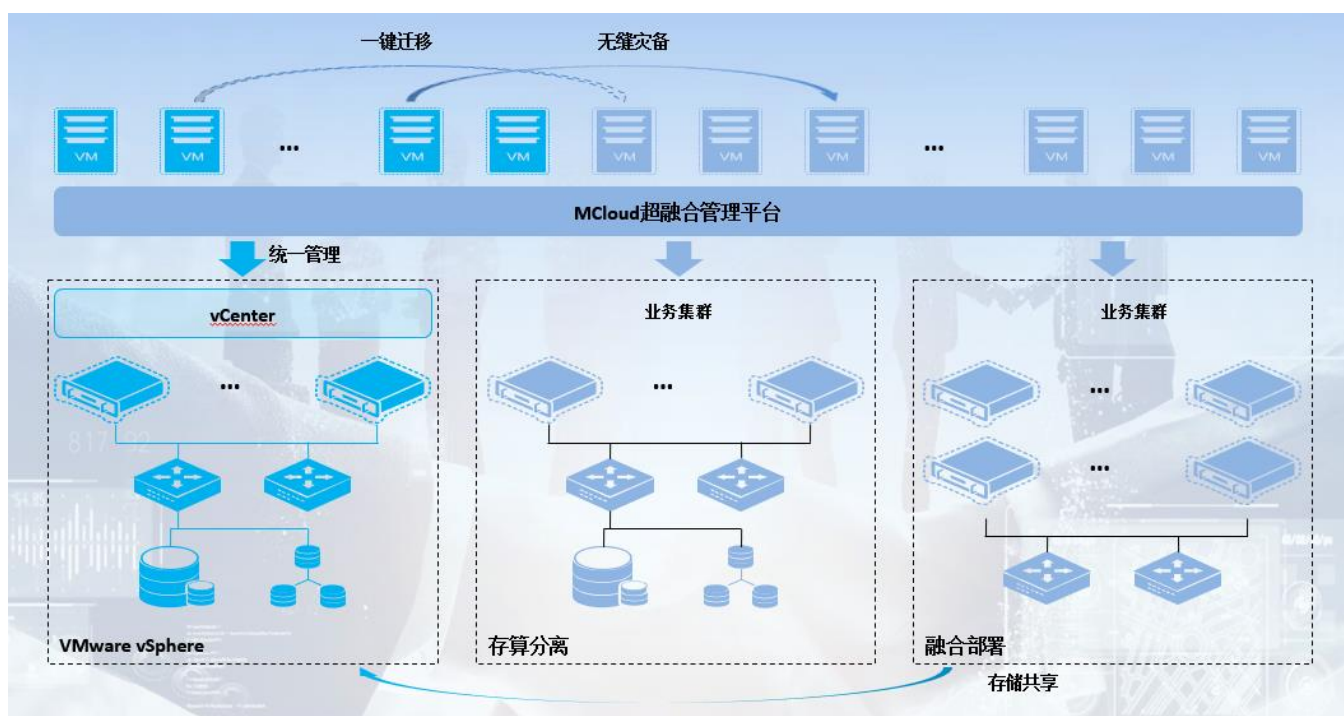 一键迁移
无缝灾备
VM
VM
...
VM
VM
VM
VM
VM
...
VM
VM
VM
MCloud超融合管理平台
统一管理
vCenter
业务集群
业务集群
...
...
...
...
VMware vSphere
存算分离
融合部署
存储共享